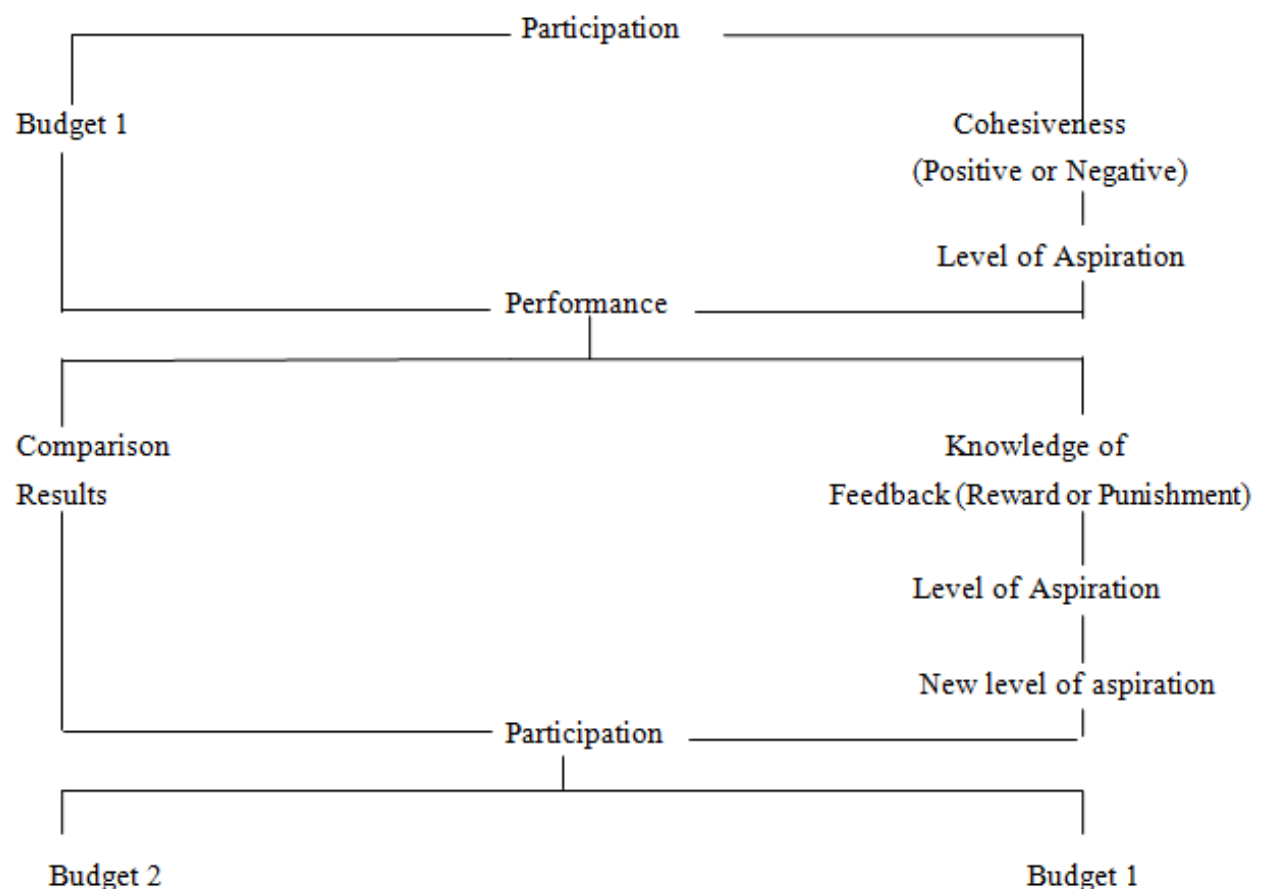 Participation
Budget 1
Cohesiveness
(Positive or Negative)
Level of Aspiration
Performance
Comparison
Results
Knowledge of
Feedback (Reward or Punishment)
Level of Aspiration
New level of aspiration
Participation
Budget 2
Budget 1